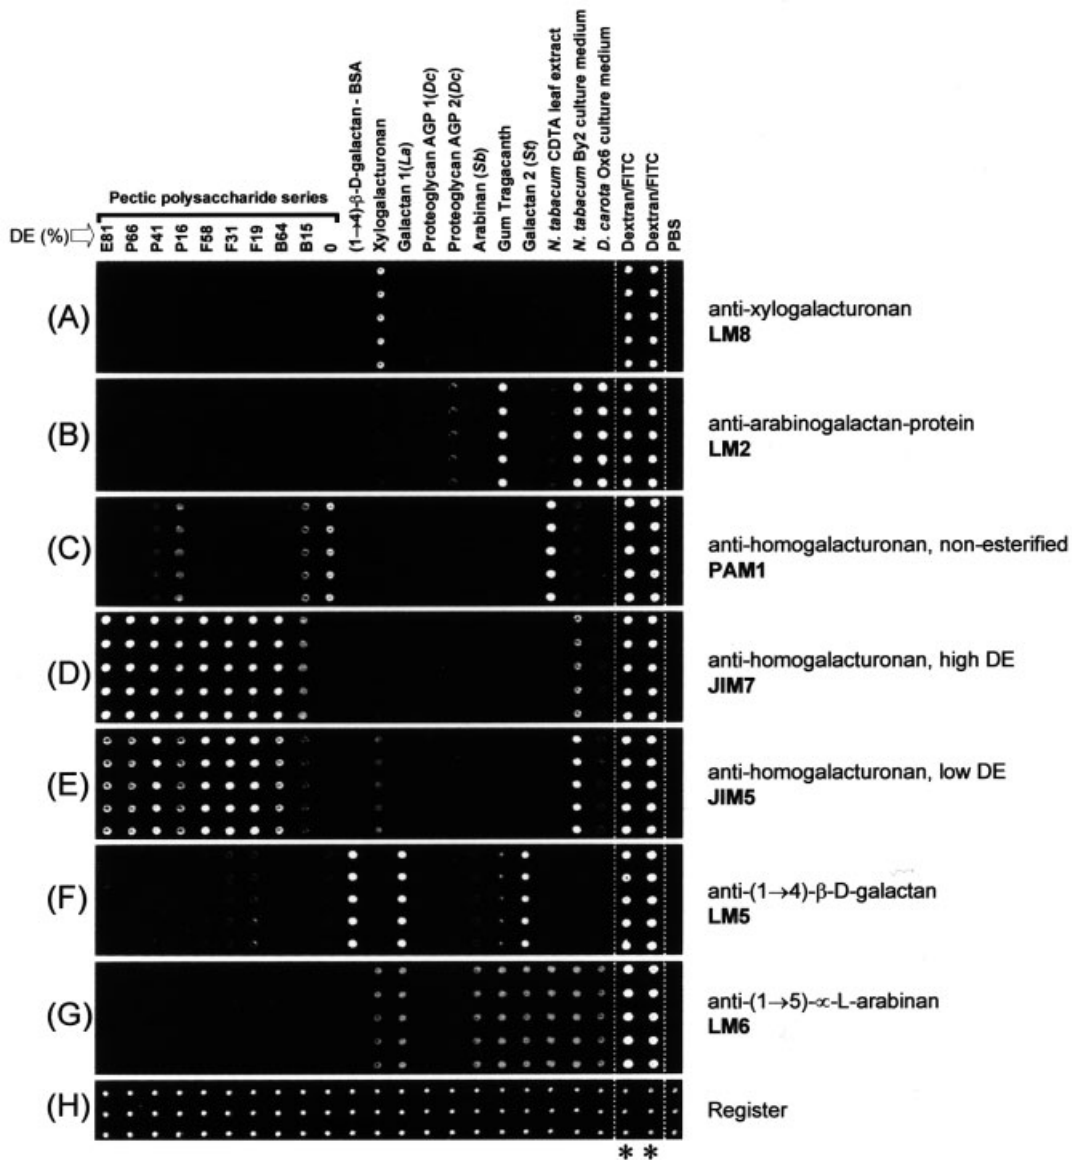 Pectic polysaccharide series
DE (%)
E81
P66
P41
P16
F58
F31
F19
B64
B15
0
(1→4)-β-D-galactan - BSA
Xylogalacturonan
Galactan 1(La)
Proteoglycan AGP 1(Dc)
Proteoglycan AGP 2(Dc)
Arabinan (Sb)
Gum Tragacanth
Galactan 2 (St)
N. tabacum CDTA leaf extract
N. tabacum By2 culture medium
D. carota Ox6 culture medium
Dextran/FITC
Dextran/FITC
PBS
(A)
anti-xylogalacturonan
LM8
(B)
anti-arabinogalactan-protein
LM2
(C)
anti-homogalacturonan, non-esterified
PAM1
(D)
anti-homogalacturonan, high DE
JIM7
(E)
anti-homogalacturonan, low DE
JIM5
(F)
anti-(1→4)-β-D-galactan
LM5
(G)
anti-(1→5)-∝-L-arabinan
LM6
(H)
Register
* *